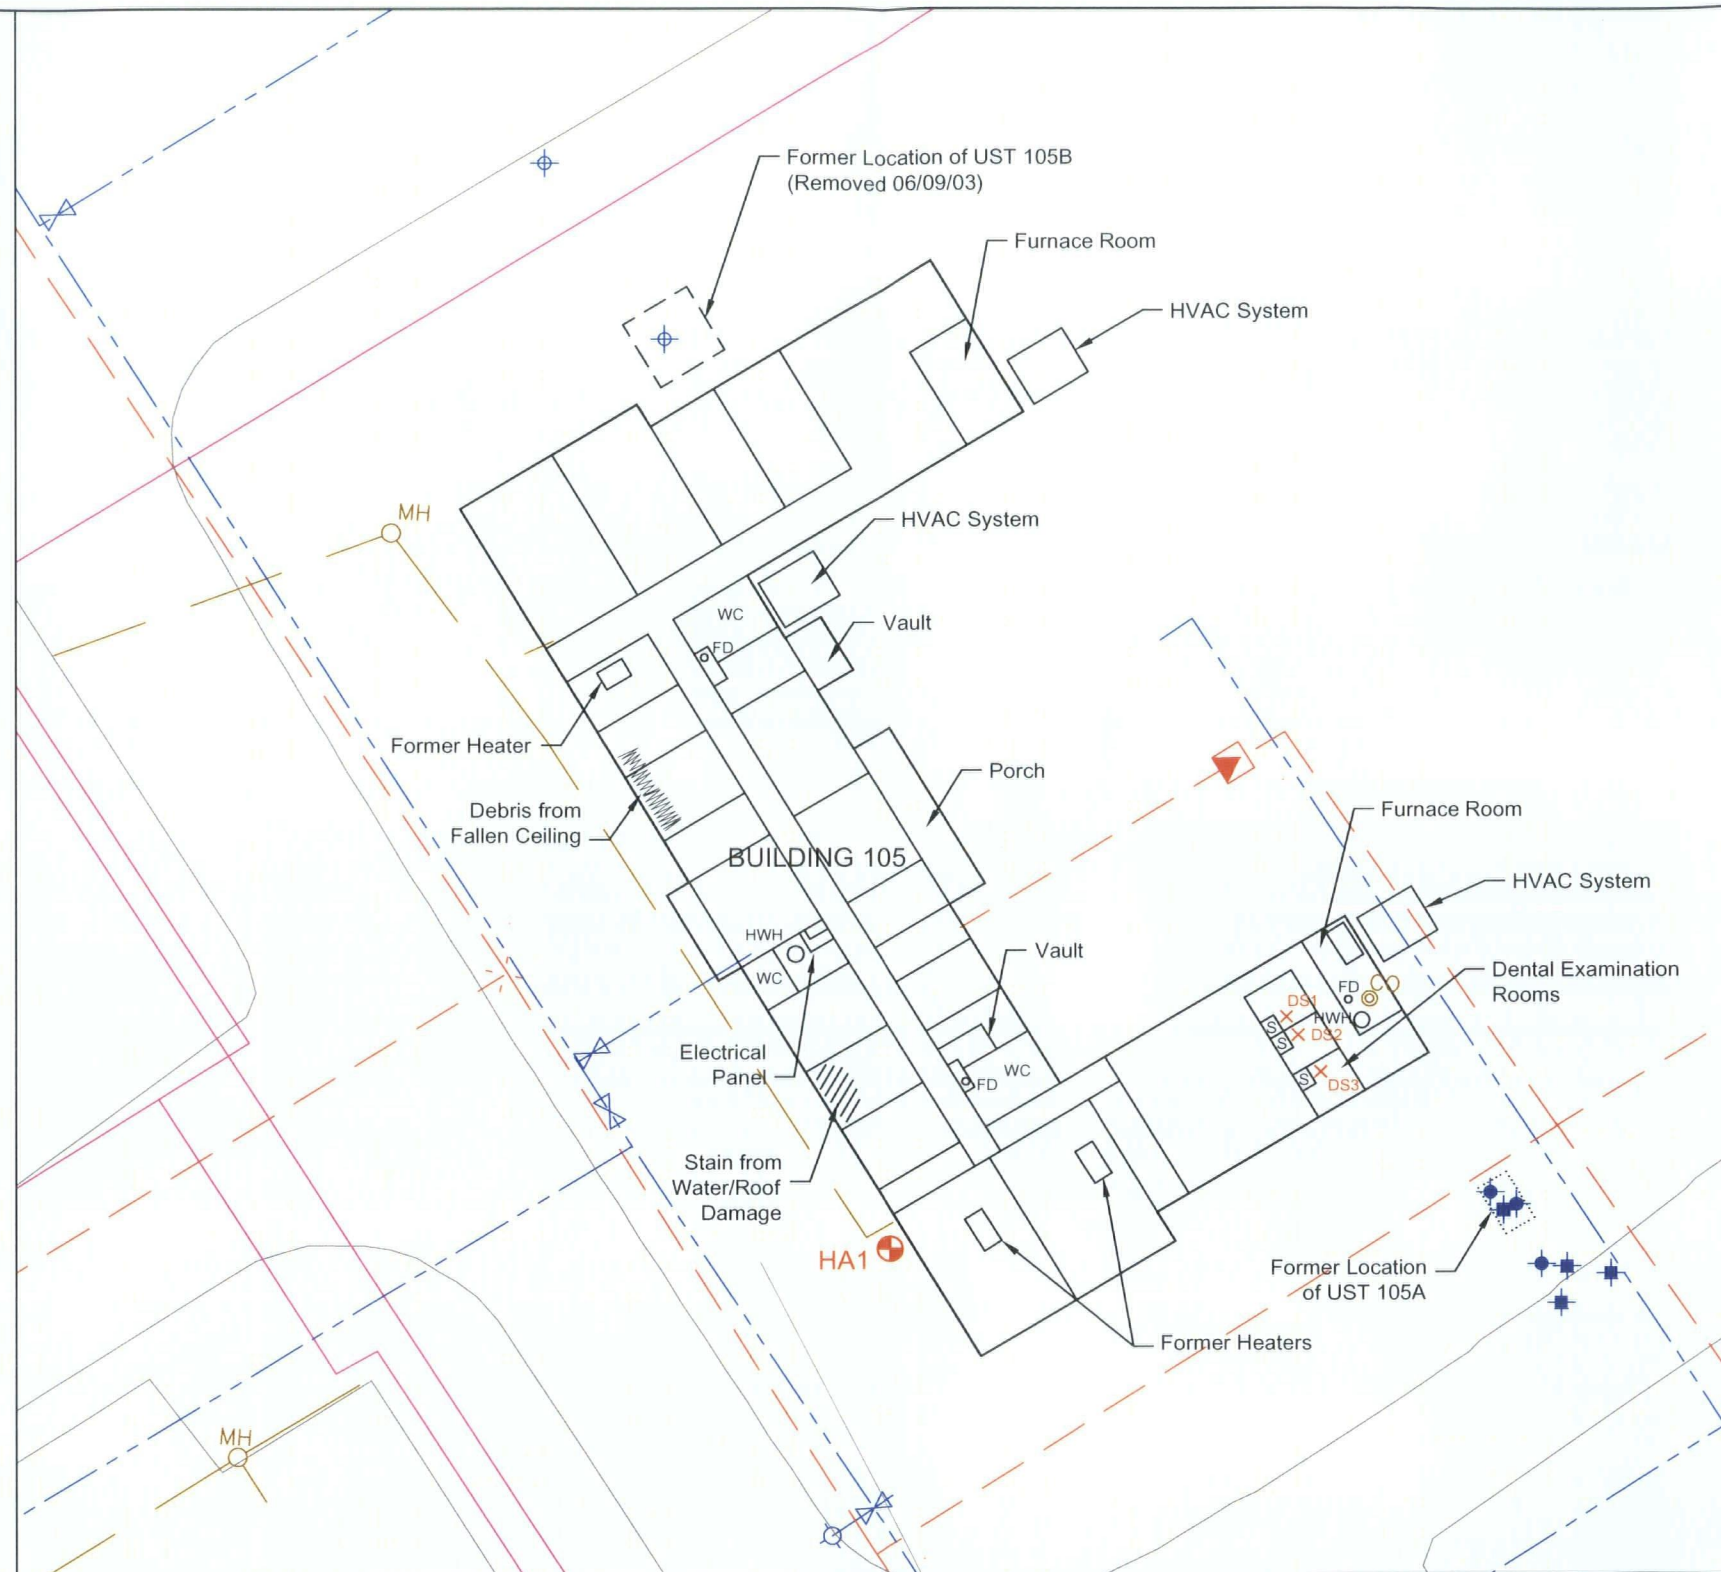 Former Location of UST 105B
(Removed 06/09/03)
Furnace Room
HVAC System
MH
HVAC System
WC
FD
Vault
Former Heater
Porch
Debris from
Fallen Ceiling
Furnace Room
BUILDING 105
HVAC System
HWH
Vault
WC
Dental Examination
Rooms
FD
CO
DS1
HWH
S
DS2
S
Electrical
Panel
WC
FD
S
DS3
Stain from
Water/Roof
Damage
HA1
Former Location
of UST 105A
Former Heaters
MH